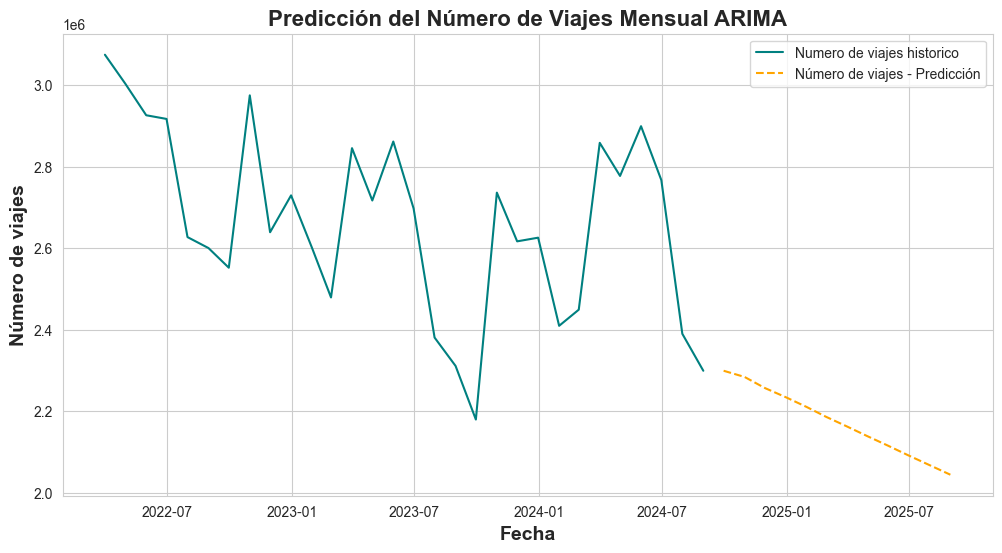 Predicción del Número de Viajes Mensual ARIMA
1e6
Numero de viajes historico
Número de viajes - Predicción
3.0
2.8
2.6
2.4
2.2
2.0
Número de viajes
2022-07
2023-01
2023-07
2024-01
2024-07
2025-01
2025-07
Fecha